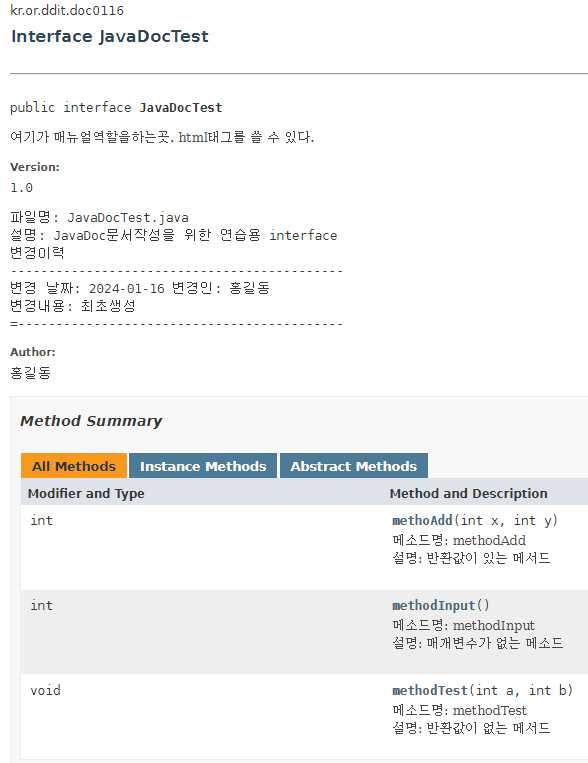 kr.or.ddit.doc0116
Interface JavaDocTest
public interface JavaDocTest
여기가 매뉴얼역할을하는곳. html태그를 쓸 수 있다.
Version:
1.0
파일명: JavaDocTest.java
설명: JavaDoc문서작성을 위한 연습용 interface
변경이력
-------------------------------------------
변경 날짜: 2024-01-16 변경인: 홍길동
변경내용: 최초생성
=------------------------------------------
Author:
홍길동
Method Summary
All Methods Instance Methods Abstract Methods
Modifier and Type Method and Description
int methoAdd(int x, int y)
메소드명: methodAdd
설명: 반환값이 있는 메서드
int methodInput()
메소드명: methodInput
설명: 매개변수가 없는 메소드
void methodTest(int a, int b)
메소드명: methodTest
설명: 반환값이 없는 메서드